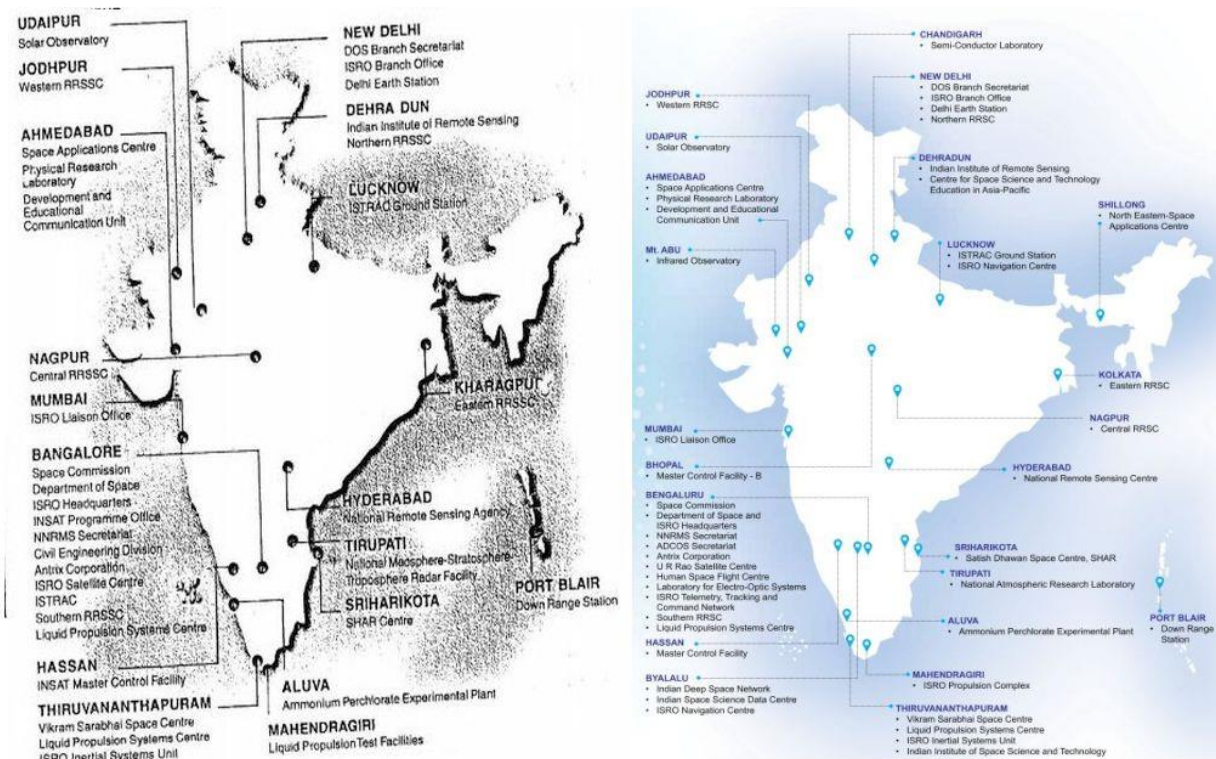 UDAIPUR
Solar Observatory
JODHPUR
Western RRSSC
AHMEDABAD
Space Applications Centre
Physical Research
Laboratory
Development and
Educational
Communication Unit
NAGPUR
Central RRSSC
MUMBAI
ISRO Liaison Office
BANGALORE
Space Commission
Department of Space
ISRO Headquarters
INSAT Programme Office
NNRMS Secretariat
Civil Engineering Division
Antrix Corporation
ISRO Satellite Centre
ISTRAC
Southern RRSSC
Liquid Propulsion Systems Centre
HASSAN
INSAT Master Control Facility
THIRUVANANTHAPURAM
Vikram Sarabhai Space Centre
Liquid Propulsion Systems Centre
ISRO Inertial Systems Unit
NEW DELHI
DOS Branch Secretariat
ISRO Branch Office
Delhi Earth Station
DEHRA DUN
Indian Institute of Remote Sensing
Northern RRSSC
LUCKNOW
ISTRAC Ground Station
KHARAGPUR
Eastern RRSSC
HYDERABAD
National Remote Sensing Agency
TIRUPATI
National Mesophere-Stratosphere
Troposphere Radar Facility
SRIHARIKOTA
SHAR Centre
PORT BLAIR
Down Range Station
ALUVA
Ammonium Perchlorate Experimental Plant
MAHENDRAGIRI
Liquid Propulsion Test Facilities
CHANDIGARH
• Semi-Conductor Laboratory
NEW DELHI
• DOS Branch Secretariat
• ISRO Branch Office
• Delhi Earth Station
• Northern RRSC
JODHPUR
• Western RRSC
UDAIPUR
• Solar Observatory
DEHRADUN
• Indian Institute of Remote Sensing
• Centre for Space Science and Technology
Education in Asia-Pacific
AHMEDABAD
• Space Applications Centre
• Physical Research Laboratory
• Development and Educational
Communication Unit
SHILLONG
• North Eastern-Space
Applications Centre
Mt. ABU
• Infrared Observatory
LUCKNOW
• ISTRAC Ground Station
• ISRO Navigation Centre
KOLKATA
• Eastern RRSC
NAGPUR
• Central RRSC
MUMBAI
• ISRO Liaison Office
BHOPAL
• Master Control Facility - B
HYDERABAD
• National Remote Sensing Centre
BENGALURU
• Space Commission
• Department of Space and
ISRO Headquarters
• NNRMS Secretariat
• ADCOS Secretariat
• Antrix Corporation
• U R Rao Satellite Centre
• Human Space Flight Centre
• Laboratory for Electro-Optic Systems
• ISRO Telemetry, Tracking and
Command Network
• Southern RRSC
• Liquid Propulsion Systems Centre
SRIHARIKOTA
• Satish Dhawan Space Centre, SHAR
TIRUPATI
• National Atmospheric Research Laboratory
PORT BLAIR
• Down Range
Station
ALUVA
• Ammonium Perchlorate Experimental Plant
HASSAN
• Master Control Facility
BYALALU
• Indian Deep Space Network
• Indian Space Science Data Centre
• ISRO Navigation Centre
MAHENDRAGIRI
• ISRO Propulsion Complex
THIRUVANANTHAPURAM
• Vikram Sarabhai Space Centre
• Liquid Propulsion Systems Centre
• ISRO Inertial Systems Unit
• Indian Institute of Space Science and Technology